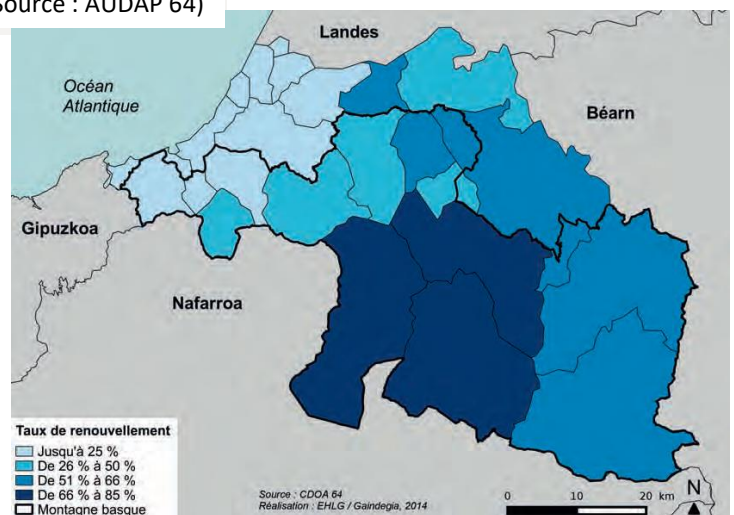 Source : AUDAP 64)
Landes
Océan
Atlantique
Béarn
Gipuzkoa
Nafarroa
Taux de renouvellement
Jusqu'à 25 %
De 26 % à 50 %
De 51 % à 66 %
De 66 % à 85 %
Montagne basque
Source : CDOA 64
Réalisation : EHLG / Gaindegia, 2014
0 10 20 km
N